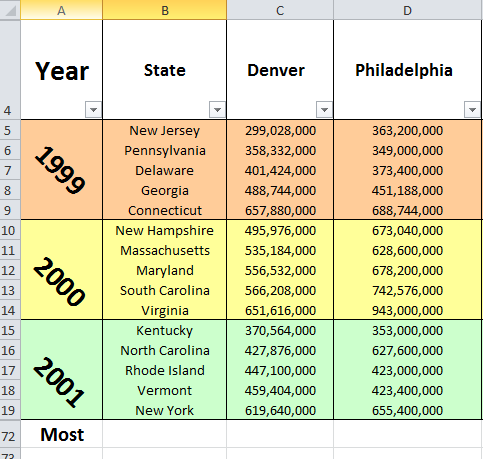 A B C D
4 Year State Denver Philadelphia
5 New Jersey 299,028,000 363,200,000
6 Pennsylvania 358,332,000 349,000,000
7 1999 Delaware 401,424,000 373,400,000
8 Georgia 488,744,000 451,188,000
9 Connecticut 657,880,000 688,744,000
10 New Hampshire 495,976,000 673,040,000
11 Massachusetts 535,184,000 628,600,000
12 2000 Maryland 556,532,000 678,200,000
13 South Carolina 566,208,000 742,576,000
14 Virginia 651,616,000 943,000,000
15 Kentucky 370,564,000 353,000,000
16 North Carolina 427,876,000 627,600,000
17 2001 Rhode Island 447,100,000 423,000,000
18 Vermont 459,404,000 423,400,000
19 New York 619,640,000 655,400,000
72 Most
73